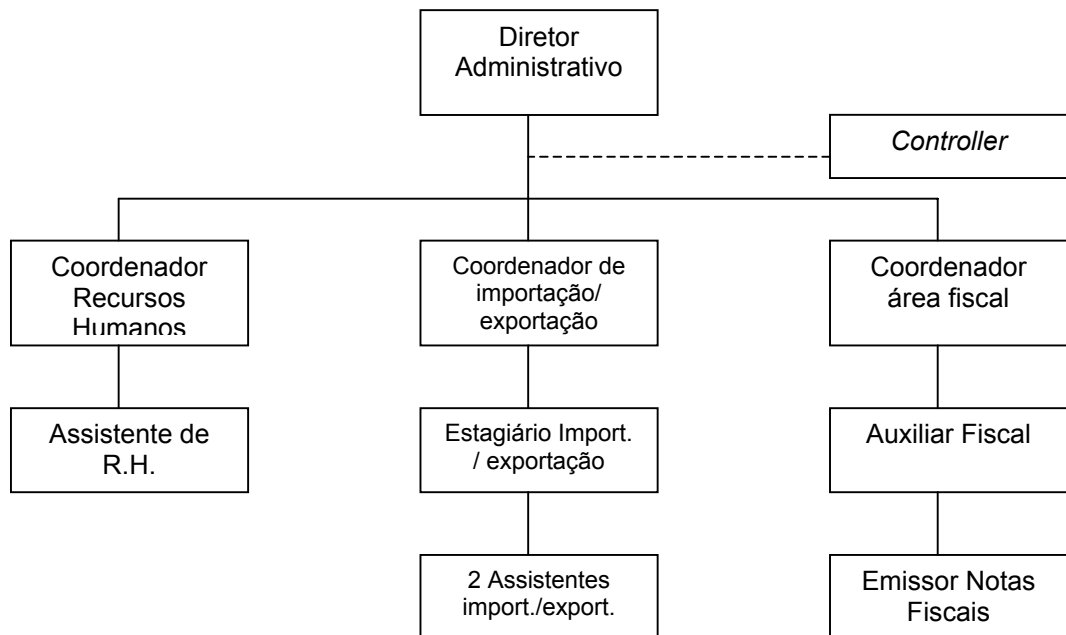 Diretor
Administrativo
Controller
Coordenador
Recursos
Humanos
Coordenador de
importação/
exportação
Coordenador
área fiscal
Assistente de
R.H.
Estagiário Import.
/ exportação
Auxiliar Fiscal
2 Assistentes
import./export.
Emissor Notas
Fiscais